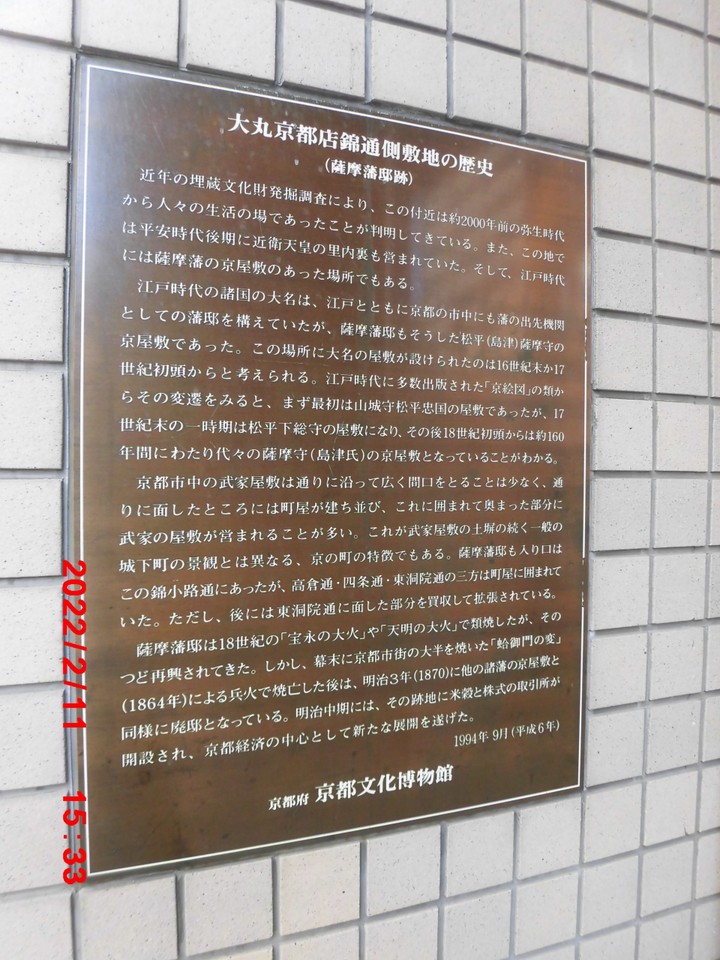 大丸京都店錦通側敷地の歴史
(薩摩藩邸跡)
近年の埋蔵文化財発掘調査により、この付近は約2000年前の弥生時代
から人々の生活の場であったことが判明してきている。また、この地で
は平安時代後期に近衛天皇の里内裏も営まれていた。そして、江戸時代
には薩摩藩の京屋敷のあった場所でもある。
江戸時代の諸国の大名は、江戸とともに京都の市中にも藩の出先機関
としての藩邸を構えていたが、薩摩藩邸もそうした松平(島津)薩摩守の
京屋敷であった。この場所に大名の屋敷が設けられたのは16世紀末か17
世紀初頭からと考えられる。江戸時代に多数出版された「京絵図」の類か
らその変遷をみると、まず最初は山城守松平忠国の屋敷であったが、17
世紀末の一時期は松平下総守の屋敷になり、その後18世紀初頭からは約160
年間にわたり代々の薩摩守(島津氏)の京屋敷となっていることがわかる。
京都市中の武家屋敷は通りに沿って広く間口をとることは少なく、通
りに面したところには町屋が建ち並び、これに囲まれて奥まった部分に
武家の屋敷が営まれることが多い。これが武家屋敷の土塀の続く一般の
城下町の景観とは異なる、京の町の特徴でもある。薩摩藩邸も入り口は
この錦小路通にあったが、高倉通・四条通・東洞院通の三方は町屋に囲まれて
いた。ただし、後には東洞院通に面した部分を買収して拡張されている。
薩摩藩邸は18世紀の「宝永の大火」や「天明の大火」で類焼したが、その
つど再興されてきた。しかし、幕末に京都市街の大半を焼いた「蛤御門の変」
(1864年)による兵火で焼亡した後は、明治3年(1870)に他の諸藩の京屋敷と
同様に廃邸となっている。明治中期には、その跡地に米穀と株式の取引所が
開設され、京都経済の中心として新たな展開を遂げた。
1994年 9月(平成6年)
京都府 京都文化博物館
2022/2/11 15:33